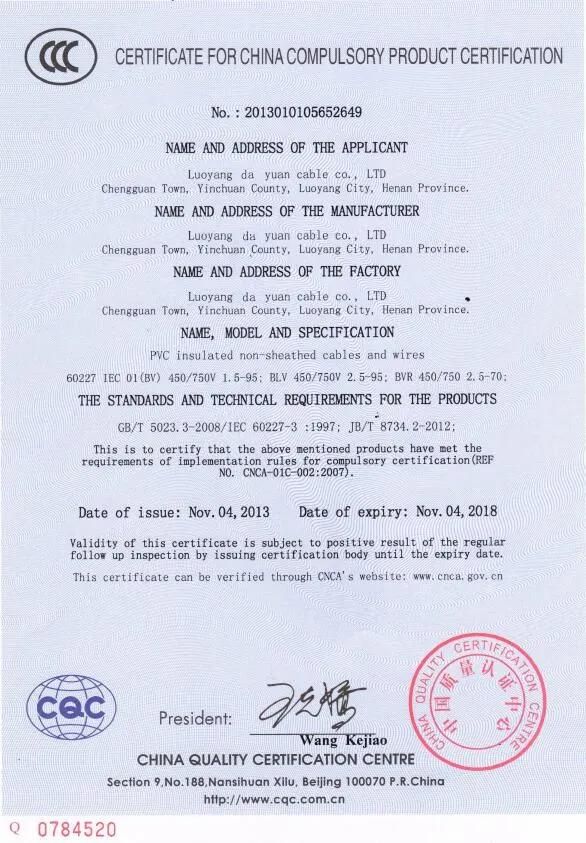 CCC
CERTIFICATE FOR CHINA COMPULSORY PRODUCT CERTIFICATION
No. : 2013010105652649
NAME AND ADDRESS OF THE APPLICANT
Luoyang da yuan cable co., LTD
Chengguan Town, Yinchuan County, Luoyang City, Henan Province.
NAME AND ADDRESS OF THE MANUFACTURER
Luoyang da yuan cable co., LTD
Chengguan Town, Yinchuan County, Luoyang City, Henan Province.
NAME AND ADDRESS OF THE FACTORY
Luoyang da yuan cable co., LTD
Chengguan Town, Yinchuan County, Luoyang City, Henan Province.
NAME, MODEL AND SPECIFICATION
PVC insulated non-sheathed cables and wires
60227 IEC 01(BV) 450/750V 1.5-95; BLV 450/750V 2.5-95; BVR 450/750 2.5-70;
THE STANDARDS AND TECHNICAL REQUIREMENTS FOR THE PRODUCTS
GB/T 5023.3-2008/IEC 60227-3 :1997; JB/T 8734.2-2012;
This is to certify that the above mentioned products have met the
requirements of implementation rules for compulsory certification(REF
NO. CNCA-01C-002:2007).
Date of issue: Nov.04,2013 Date of expiry: Nov.04,2018
Validity of this certificate is subject to positive result of the regular
follow up inspection by issuing certification body until the expiry date.
This certificate can be verified through CNCA's website: www.cnca.gov.cn
CQC
President:
Wang Kejiao
CHINA QUALITY CERTIFICATION CENTRE
中国质量认证中心
CHINA QUALITY CERTIFICATION CENTRE
Section 9,No.188,Nansihuan Xilu, Beijing 100070 P.R.China
http://www.cqc.com.cn
Q 0784520